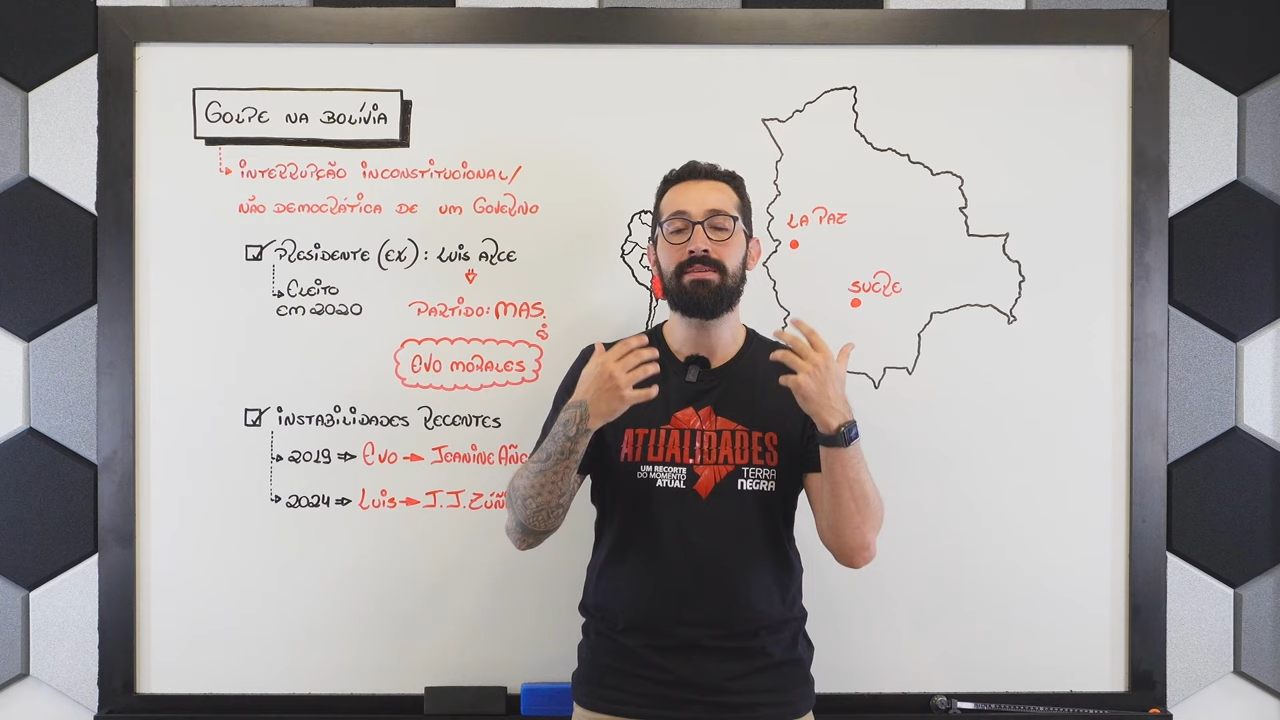 GOLPE NA BOLÍVIA
INTERRUPÇÃO INCONSTITUCIONAL/
NÃO DEMOCRÁTICA DE UM GOVERNO
PRESIDENTE (EX): LUIS ARCE
ELEITO
EM 2020
PARTIDO: MAS
EVO MORALES
INSTABILIDADES RECENTES
2019 ⇒ EVO → JEANINE AÑE
2024 ⇒ LUIS → J.J. ZÚÑ
LA PAZ
SUCRE
ATUALIDADES
UM RECORTE
DO MOMENTO
ATUAL
TERRA
NEGRA